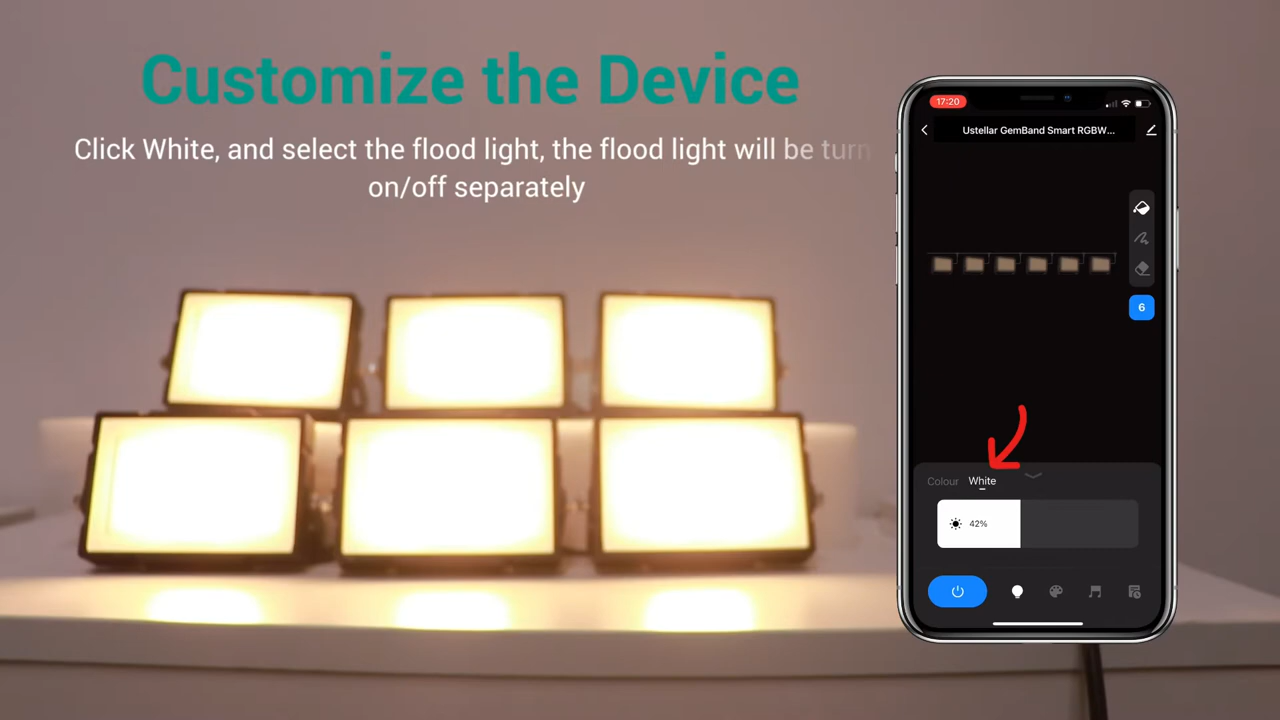 Customize the Device
Click White, and select the flood light, the flood light will be turn
on/off separately
17:20
Ustellar GemBand Smart RGBW...
6
Colour White
42%